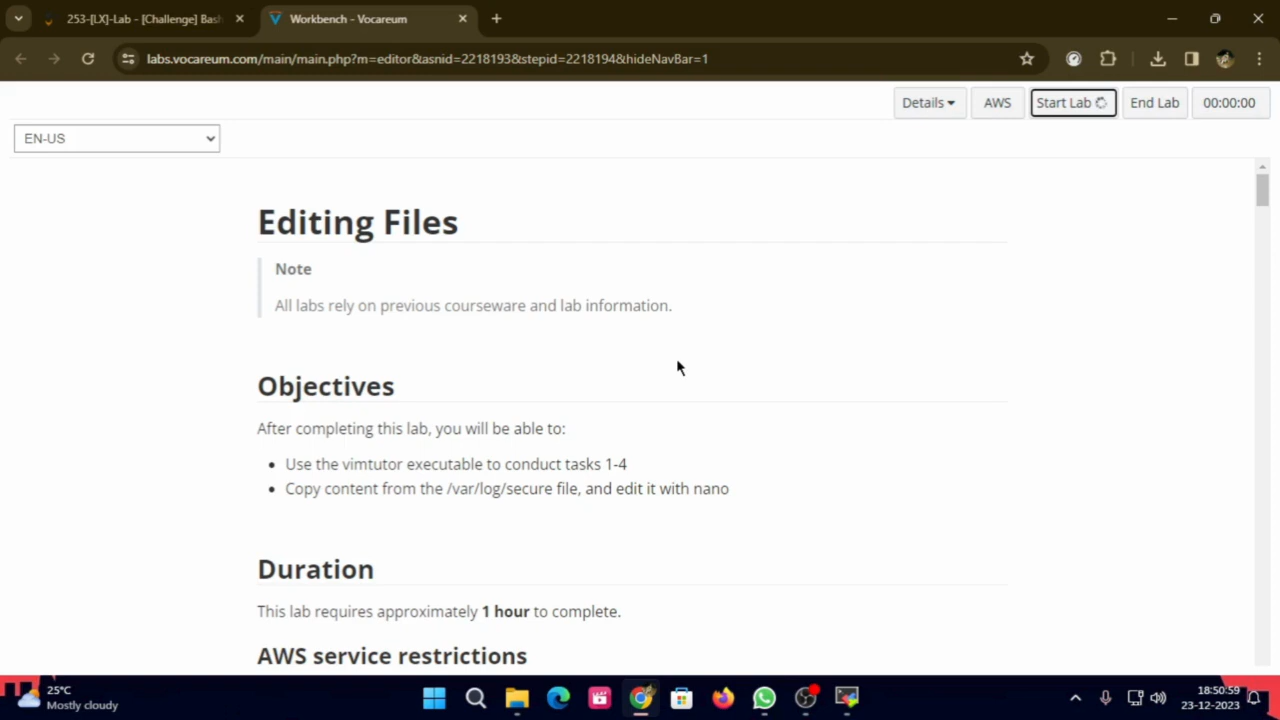 253-[LX]-Lab - [Challenge] Bash
Workbench - Vocareum
labs.vocareum.com/main/main.php?m=editor&asnid=2218193&stepid=2218194&hideNavBar=1
Details
AWS
Start Lab
End Lab
00:00:00
EN-US
Editing Files
Note
All labs rely on previous courseware and lab information.
Objectives
After completing this lab, you will be able to:
• Use the vimtutor executable to conduct tasks 1-4
• Copy content from the /var/log/secure file, and edit it with nano
Duration
This lab requires approximately 1 hour to complete.
AWS service restrictions
25°C
Mostly cloudy
18:50:59
23-12-2023